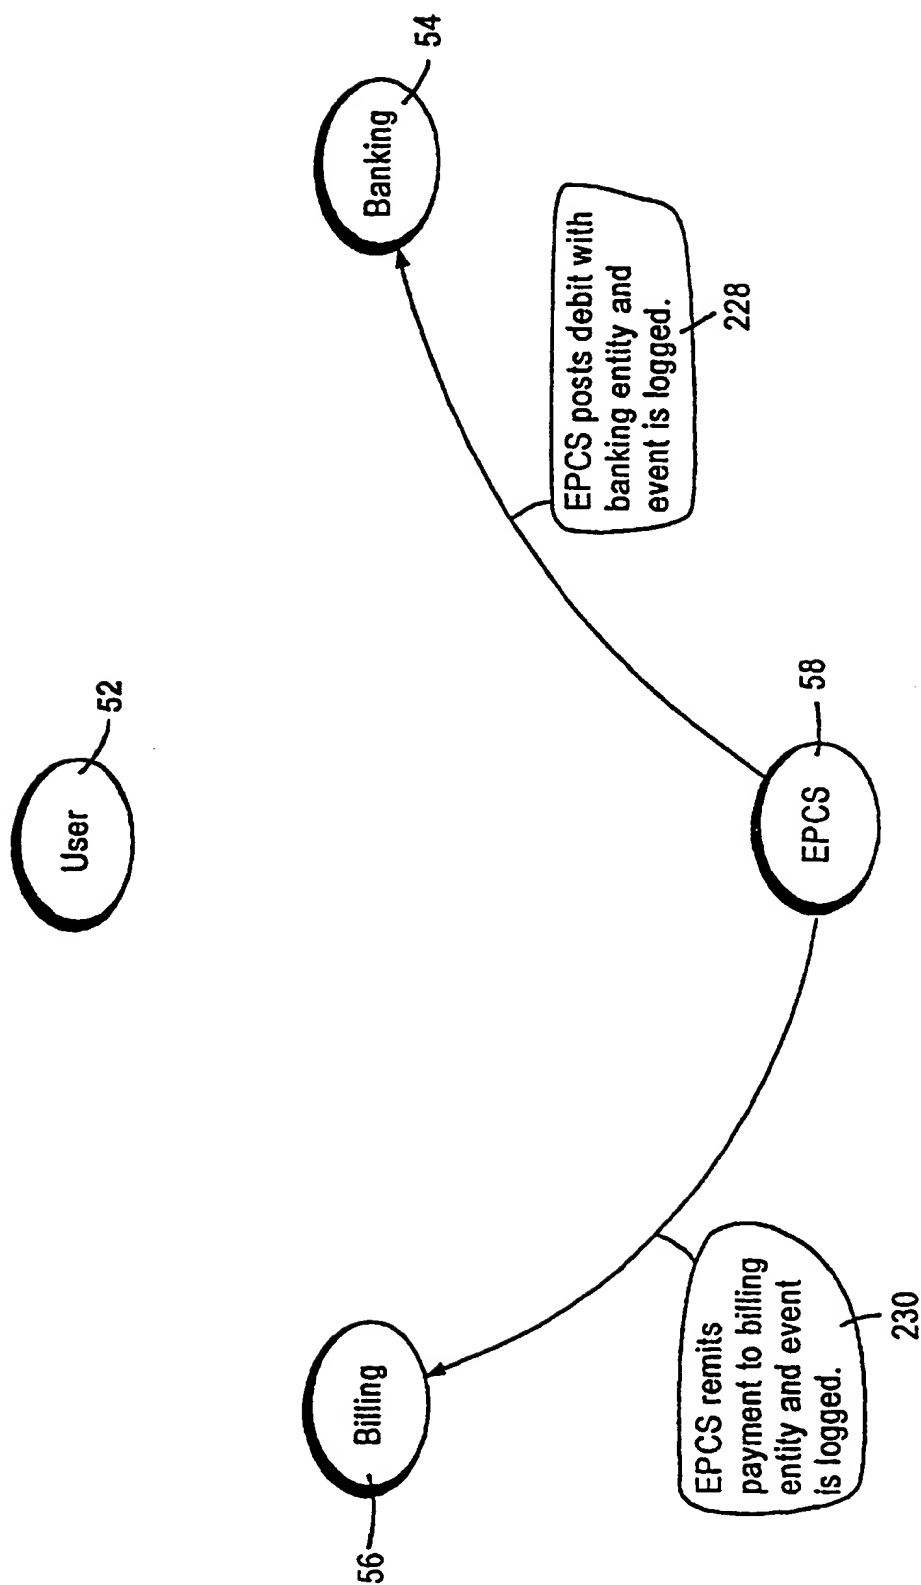 User
52
Billing
56
Banking
54
EPCS
58
EPCS remits
payment to billing
entity and event
is logged.
230
EPCS posts debit with
banking entity and
event is logged.
228